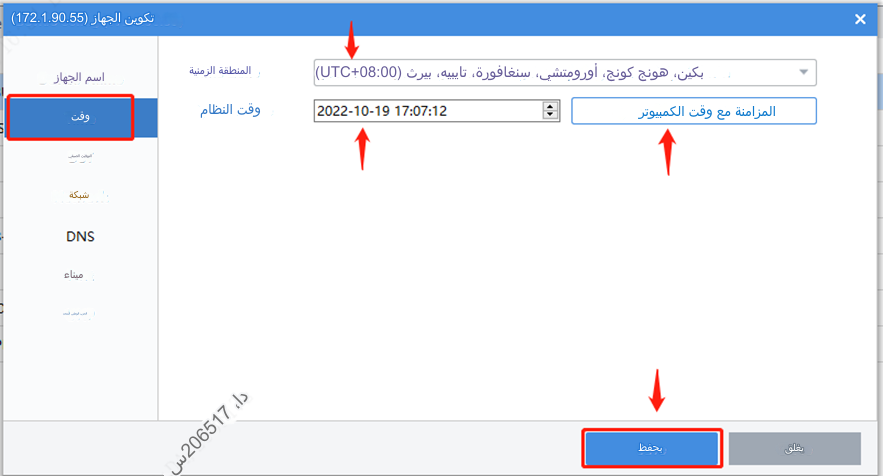 تكوين الجهاز (172.1.90.55)
اسم الجهاز
وقت
شبكة
DNS
ميناء
المنطقة الزمنية
(UTC+08:00) بكين، هونج كونج، أورومتشي، سنغافورة، تايبيه، بيرث
وقت النظام
2022-10-19 17:07:12
المزامنة مع وقت الكمبيوتر
يحفظ
يغلق
دا، 206517س